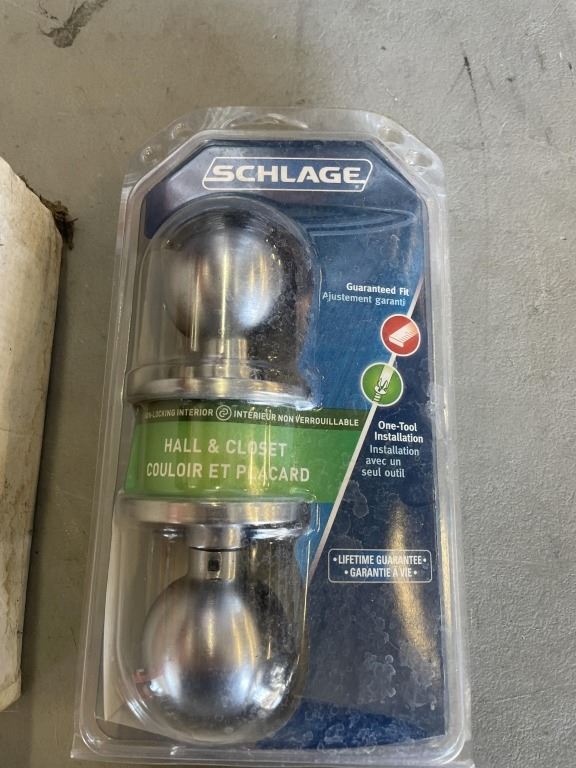 SCHLAGE
Guaranteed Fit
Ajustement garanti
INTERIOR INTÉRIEUR NON VERROUILLABLE
HALL & CLOSET
COULOIR ET PLACARD
One-Tool
Installation
Installation
avec un
seul outil
• LIFETIME GUARANTEE •
• GARANTIE À VIE •